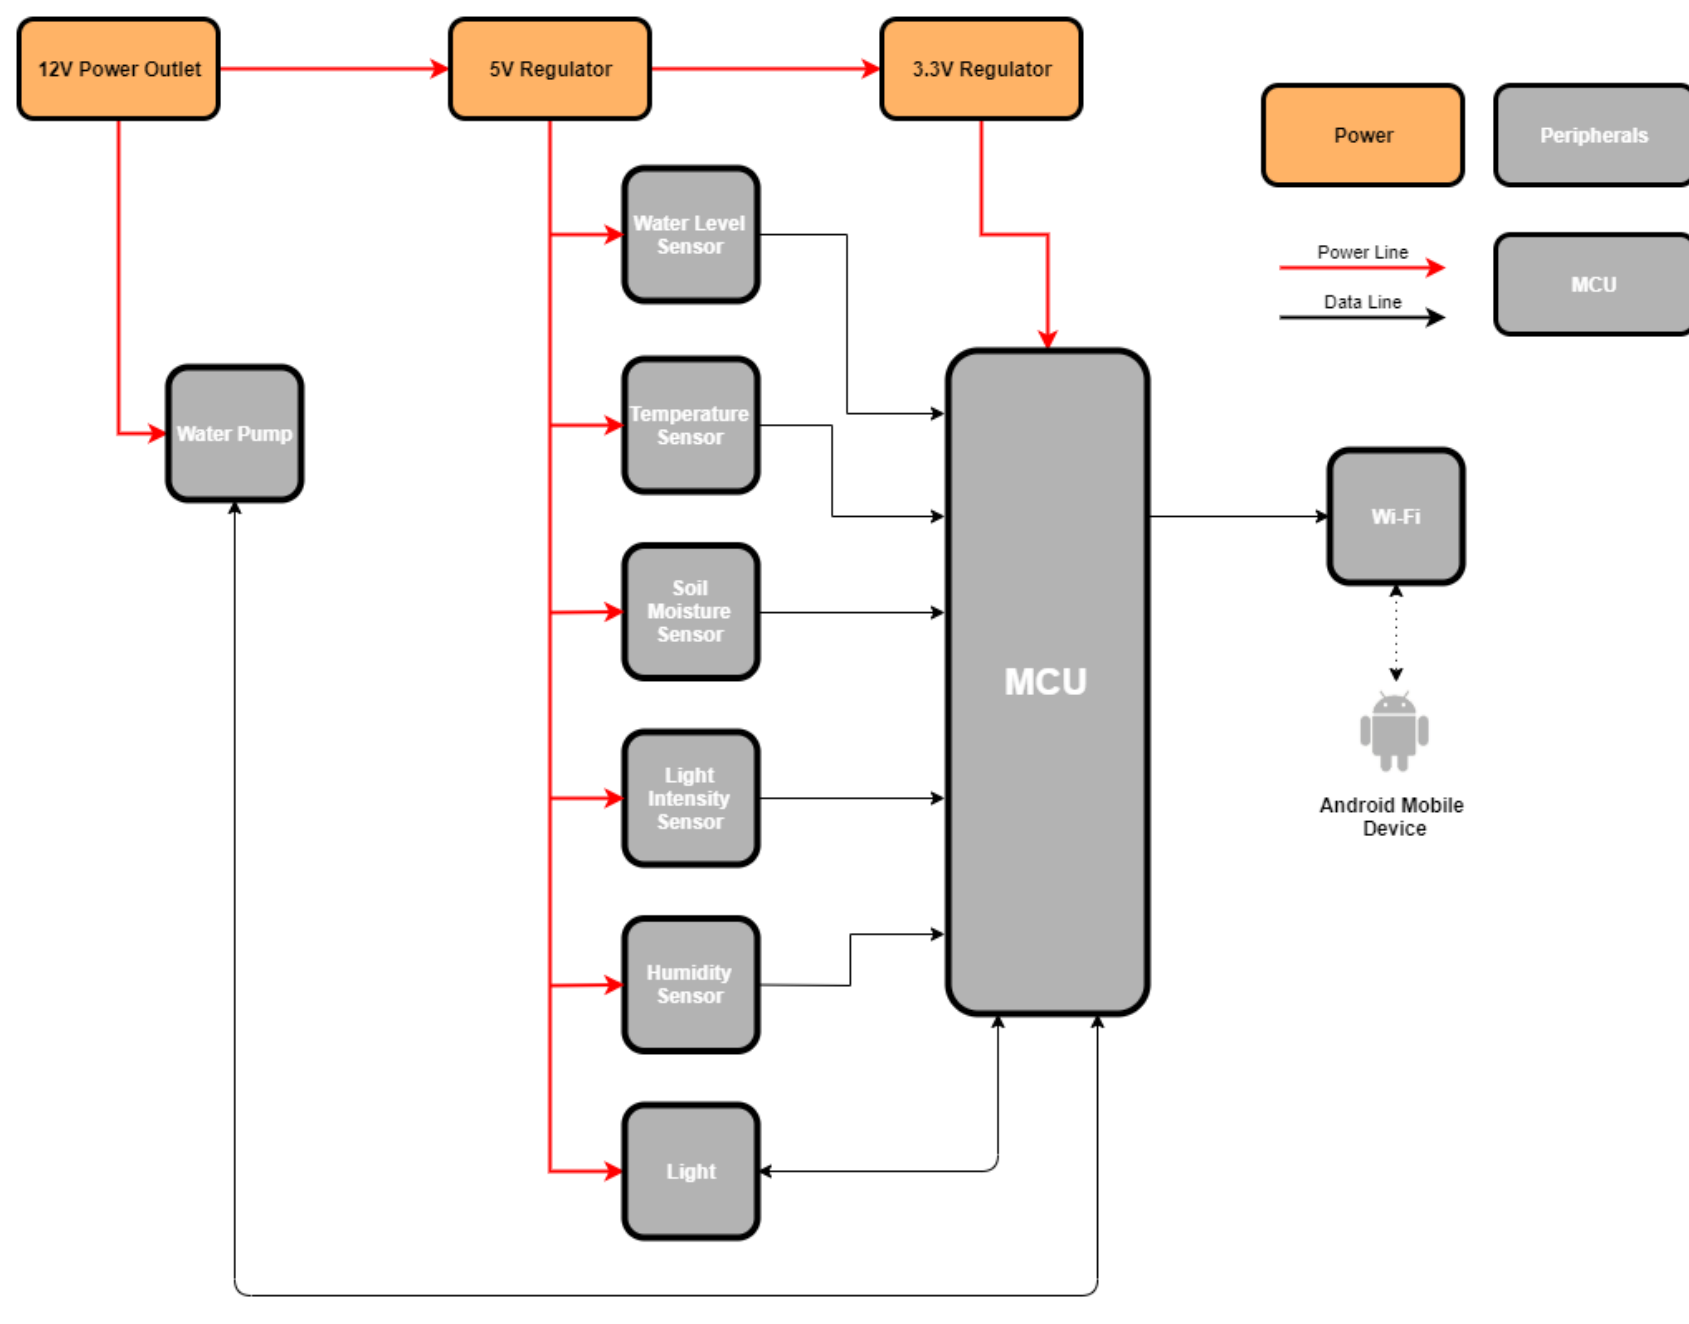 12V Power Outlet
5V Regulator
3.3V Regulator
Power
Peripherals
Water Level
Sensor
Power Line
Data Line
MCU
Temperature
Sensor
Water Pump
Wi-Fi
Soil
Moisture
Sensor
MCU
Light
Intensity
Sensor
Android Mobile
Device
Humidity
Sensor
Light